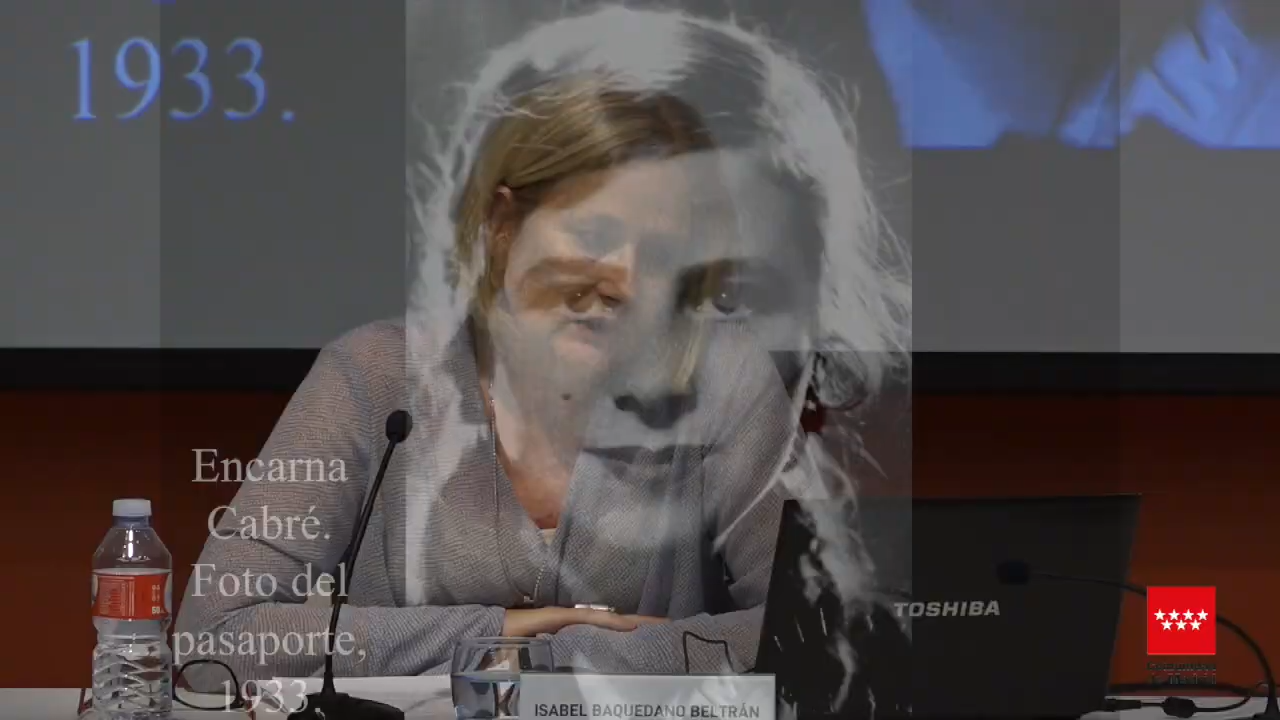 1933.
Encarna
Cabré.
Foto del
pasaporte,
1933.
TOSHIBA
ISABEL BAQUEDANO BELTRÁN